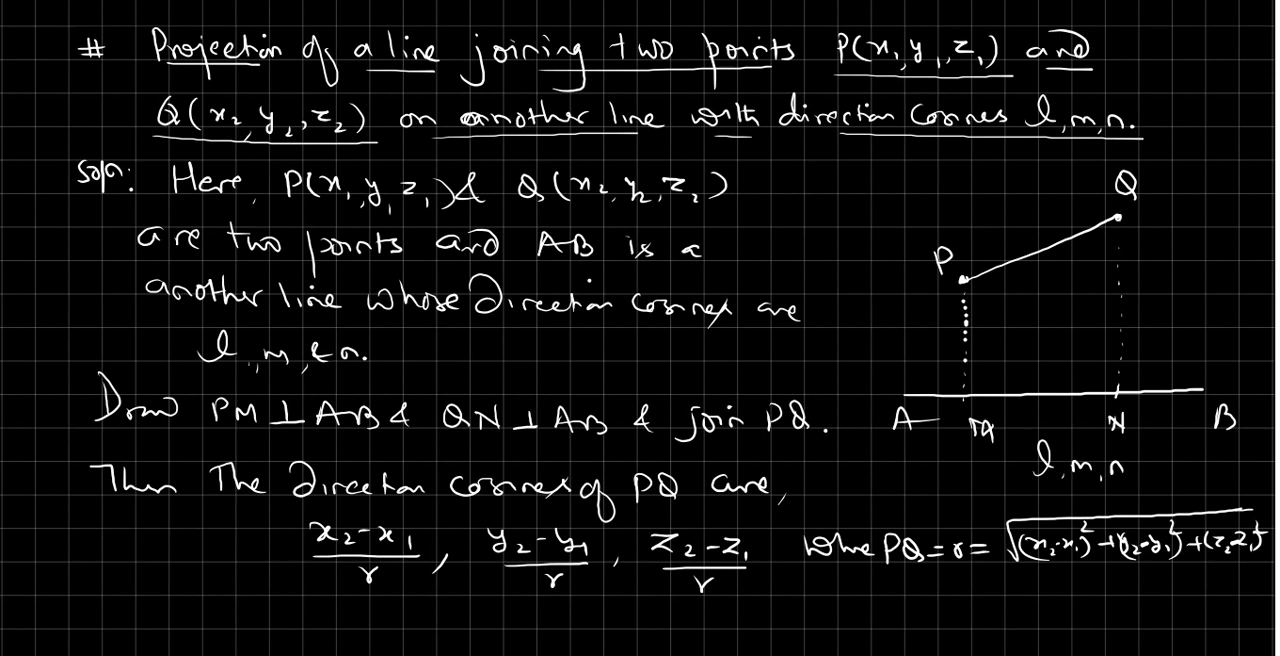 # Projection of a line joining two points P(x₁, y₁, z₁) and
Q(x₂, y₂, z₂) on another line with direction cosines l, m, n.
Soln: Here, P(x₁, y₁, z₁) & Q(x₂, y₂, z₂)
are two points and AB is a
another line whose direction cosines are
l, m, & n.
Draw PM ⊥ AB & QN ⊥ AB & join PQ.
Then The direction cosines of PQ are,
(x₂-x₁)/r, (y₂-y₁)/r, (z₂-z₁)/r where PQ = r = √((x₂-x₁)²+(y₂-y₁)²+(z₂-z₁)²)
Q
P
A M N B
l, m, n